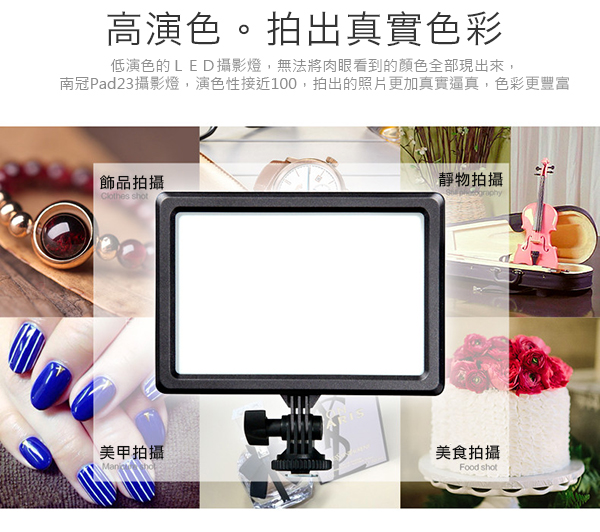 高演色。拍出真實色彩
低演色的ＬＥＤ攝影燈，無法將肉眼看到的顏色全部現出來，
南冠Pad23攝影燈，演色性接近100，拍出的照片更加真實逼真，色彩更豐富
飾品拍攝
Clothes shot
靜物拍攝
Still photography
美甲拍攝
Manicure shot
美食拍攝
Food shot